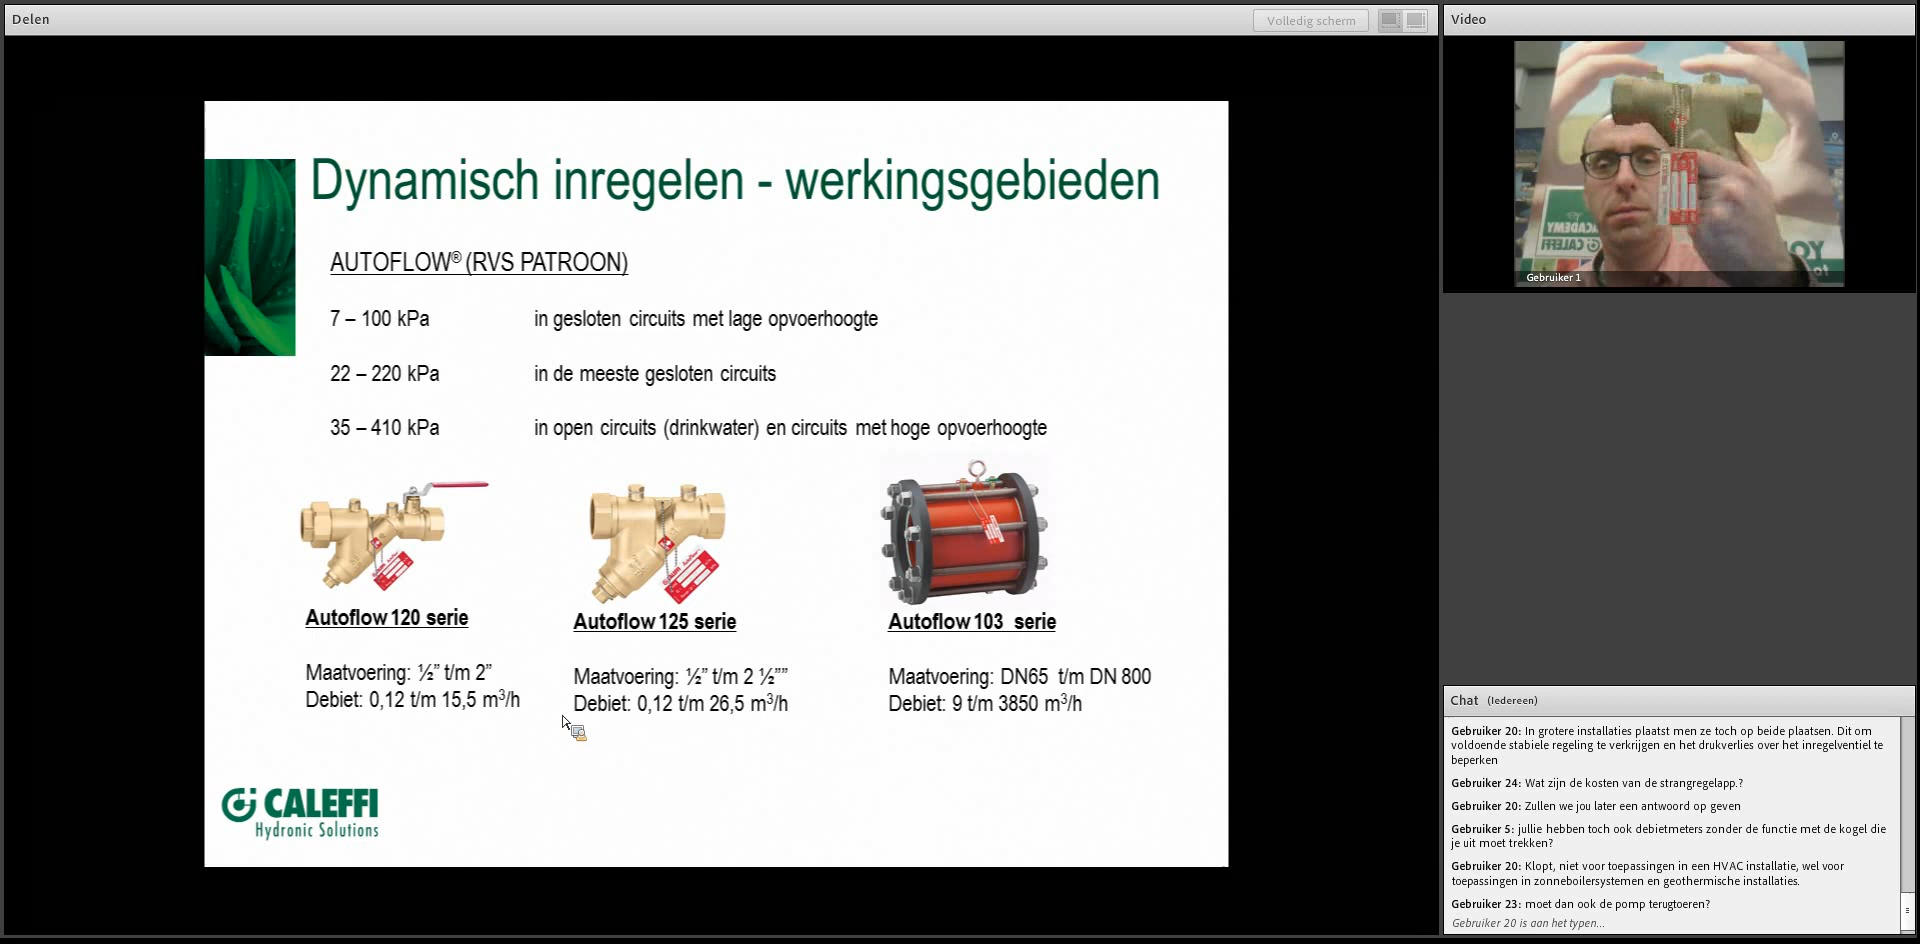 Delen
Volledig scherm
Video
Dynamisch inregelen - werkingsgebieden
AUTOFLOW® (RVS PATROON)
7 – 100 kPa in gesloten circuits met lage opvoerhoogte
22 – 220 kPa in de meeste gesloten circuits
35 – 410 kPa in open circuits (drinkwater) en circuits met hoge opvoerhoogte
Autoflow 120 serie
Maatvoering: ½” t/m 2”
Debiet: 0,12 t/m 15,5 m³/h
Autoflow 125 serie
Maatvoering: ½” t/m 2 ½””
Debiet: 0,12 t/m 26,5 m³/h
Autoflow 103 serie
Maatvoering: DN65 t/m DN 800
Debiet: 9 t/m 3850 m³/h
CALEFFI
Hydronic Solutions
ACADEMY
CALEFFI
YO
to
Gebruiker 1
Chat (Iedereen)
Gebruiker 20: In grotere installaties plaatst men ze toch op beide plaatsen. Dit om
voldoende stabiele regeling te verkrijgen en het drukverlies over het inregelventiel te
beperken
Gebruiker 24: Wat zijn de kosten van de strangregelapp.?
Gebruiker 20: Zullen we jou later een antwoord op geven
Gebruiker 5: jullie hebben toch ook debietmeters zonder de functie met de kogel die
je uit moet trekken?
Gebruiker 20: Klopt, niet voor toepassingen in een HVAC installatie, wel voor
toepassingen in zonneboilersystemen en geothermische installaties.
Gebruiker 23: moet dan ook de pomp terugtoeren?
Gebruiker 20 is aan het typen...